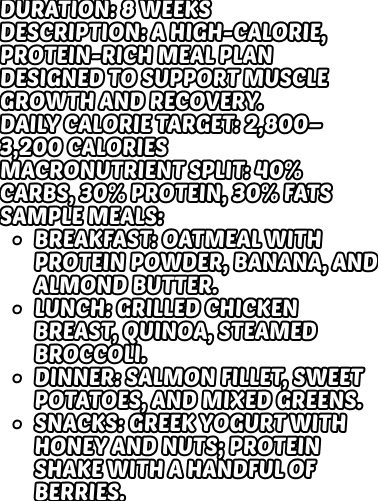 DURATION: 8 WEEKS
DESCRIPTION: A HIGH-CALORIE,
PROTEIN-RICH MEAL PLAN
DESIGNED TO SUPPORT MUSCLE
GROWTH AND RECOVERY.
DAILY CALORIE TARGET: 2,800–
3,200 CALORIES
MACRONUTRIENT SPLIT: 40%
CARBS, 30% PROTEIN, 30% FATS
SAMPLE MEALS:
• BREAKFAST: OATMEAL WITH
PROTEIN POWDER, BANANA, AND
ALMOND BUTTER.
• LUNCH: GRILLED CHICKEN
BREAST, QUINOA, STEAMED
BROCCOLI.
• DINNER: SALMON FILLET, SWEET
POTATOES, AND MIXED GREENS.
• SNACKS: GREEK YOGURT WITH
HONEY AND NUTS; PROTEIN
SHAKE WITH A HANDFUL OF
BERRIES.